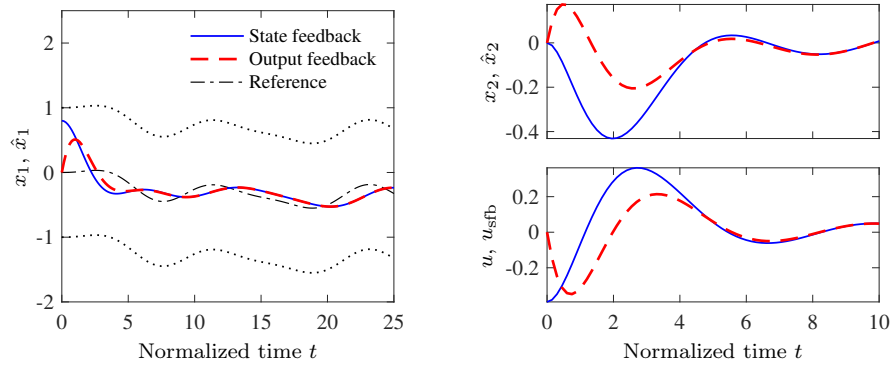 2
1
0
-1
-2
x₁, x̂₁
State feedback
Output feedback
Reference
0
5
10
15
20
25
Normalized time t
0
-0.2
-0.4
x₂, x̂₂
0.2
0
-0.2
u, u_sfb
0
2
4
6
8
10
Normalized time t